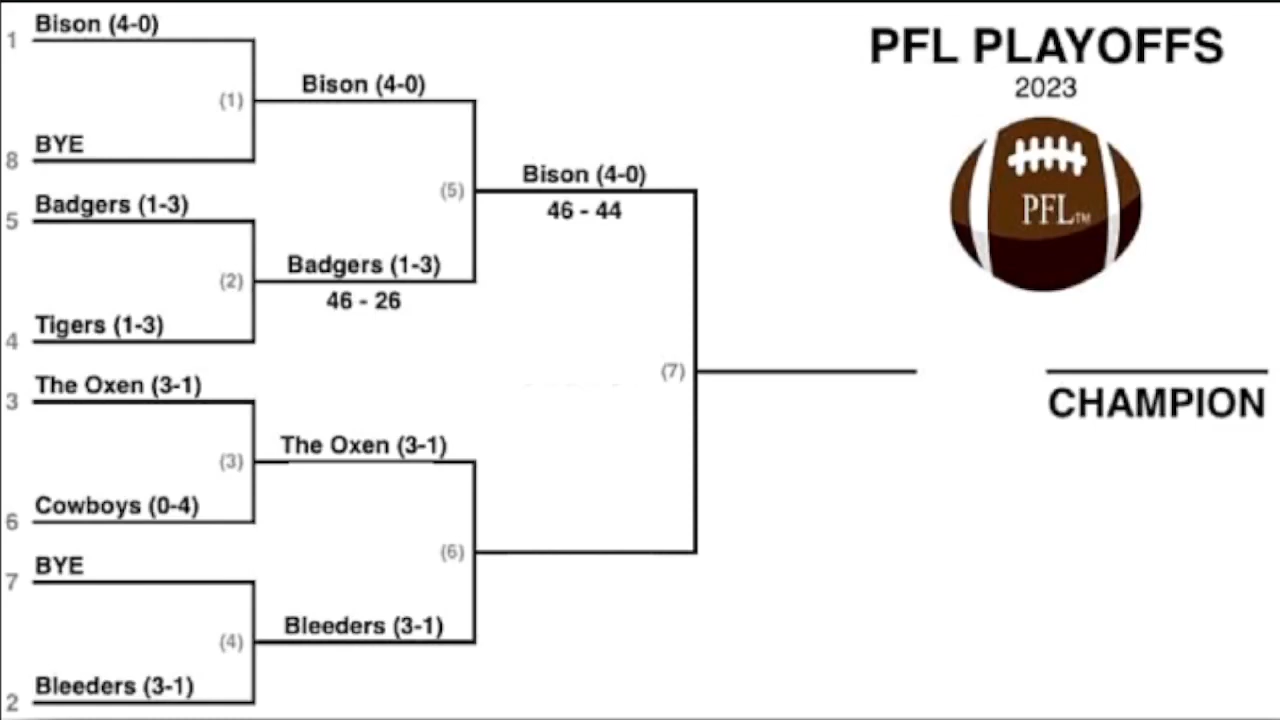 PFL PLAYOFFS
2023
PFL™
CHAMPION
1 Bison (4-0)
8 BYE
(1)
Bison (4-0)
5 Badgers (1-3)
4 Tigers (1-3)
(2)
Badgers (1-3)
46 - 26
(5)
Bison (4-0)
46 - 44
3 The Oxen (3-1)
6 Cowboys (0-4)
(3)
The Oxen (3-1)
7 BYE
2 Bleeders (3-1)
(4)
Bleeders (3-1)
(6)
(7)